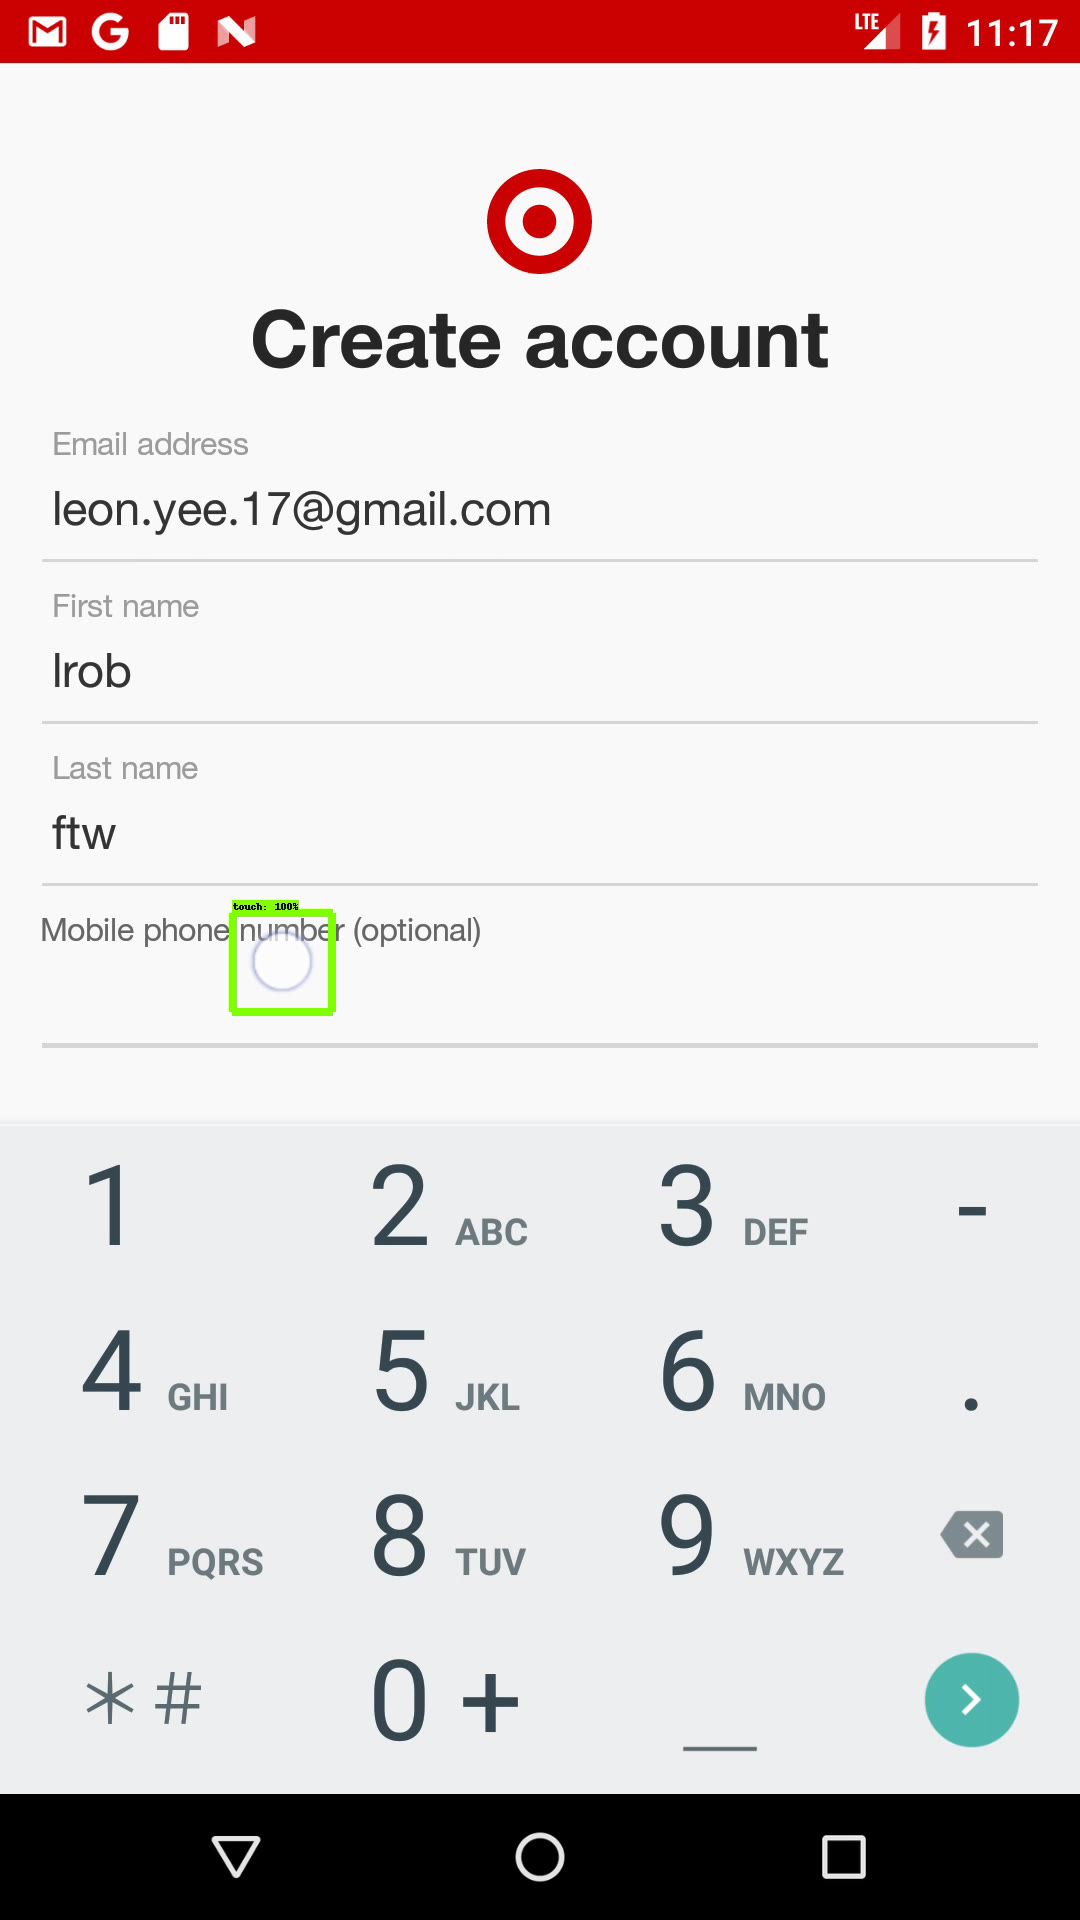 LTE 11:17
Create account
Email address
leon.yee.17@gmail.com
First name
lrob
Last name
ftw
touch: 100%
Mobile phone number (optional)
1 2 ABC 3 DEF -
4 GHI 5 JKL 6 MNO .
7 PQRS 8 TUV 9 WXYZ
* # 0 + _